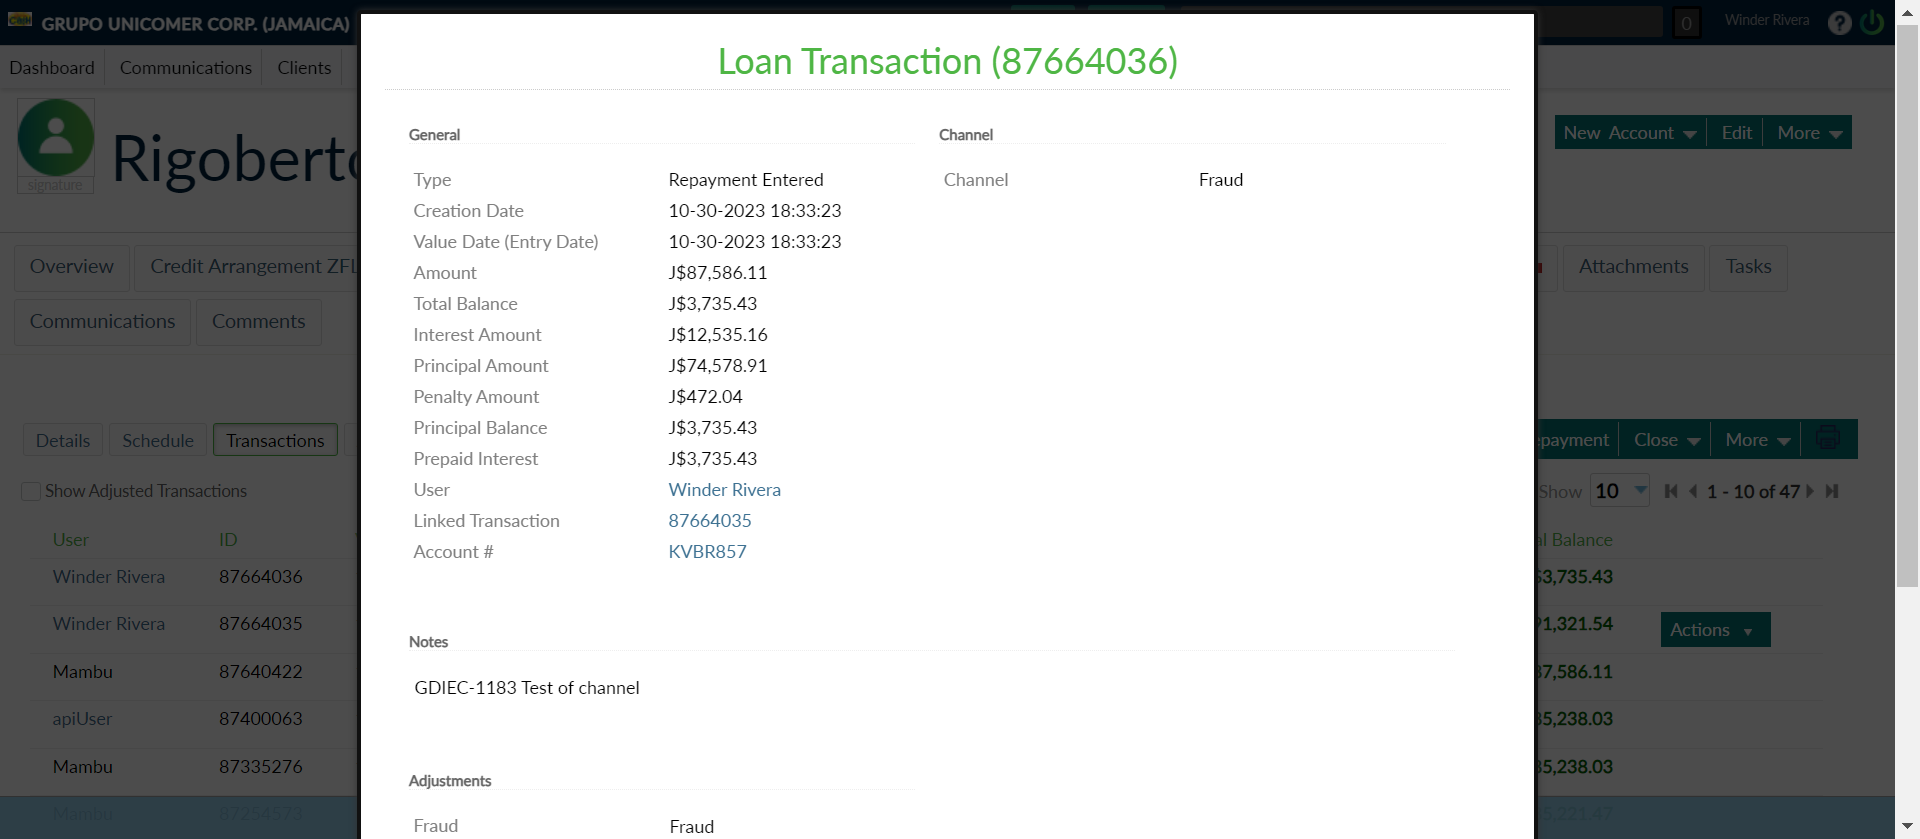 GRUPO UNICOMER CORP. (JAMAICA)
0
Winder Rivera
?
Dashboard
Communications
Clients
signature
Rigoberto
New Account
Edit
More
Overview
Credit Arrangement ZFL
Attachments
Tasks
Communications
Comments
Details
Schedule
Transactions
payment
Close
More
Show Adjusted Transactions
Show
10
1 - 10 of 47
User ID Balance
Winder Rivera 87664036 3,735.43
Winder Rivera 87664035 91,321.54 Actions
Mambu 87640422 87,586.11
apiUser 87400063 85,238.03
Mambu 87335276 85,238.03
Mambu 87254573 85,221.47
Loan Transaction (87664036)
General
Type Repayment Entered
Creation Date 10-30-2023 18:33:23
Value Date (Entry Date) 10-30-2023 18:33:23
Amount J$87,586.11
Total Balance J$3,735.43
Interest Amount J$12,535.16
Principal Amount J$74,578.91
Penalty Amount J$472.04
Principal Balance J$3,735.43
Prepaid Interest J$3,735.43
User Winder Rivera
Linked Transaction 87664035
Account # KVBR857
Channel
Channel Fraud
Notes
GDIEC-1183 Test of channel
Adjustments
Fraud Fraud